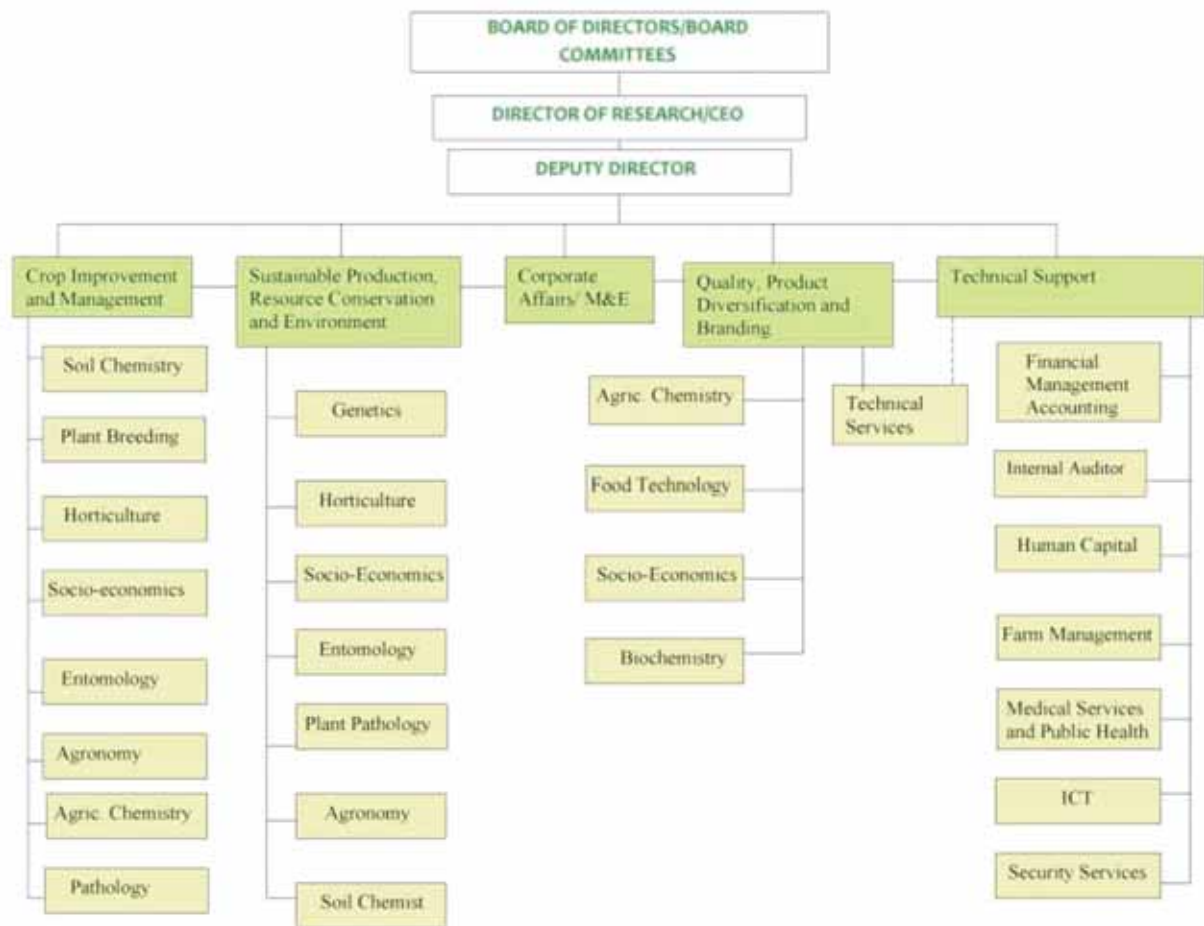 BOARD OF DIRECTORS/BOARD
COMMITTEES
DIRECTOR OF RESEARCH/CEO
DEPUTY DIRECTOR
Crop Improvement
and Management
Soil Chemistry
Plant Breeding
Horticulture
Socio-economics
Entomology
Agronomy
Agric. Chemistry
Pathology
Sustainable Production,
Resource Conservation
and Environment
Genetics
Horticulture
Socio-Economics
Entomology
Plant Pathology
Agronomy
Soil Chemist
Corporate
Affairs/ M&E
Quality, Product
Diversification and
Branding
Agric. Chemistry
Food Technology
Socio-Economics
Biochemistry
Technical
Services
Technical Support
Financial
Management
Accounting
Internal Auditor
Human Capital
Farm Management
Medical Services
and Public Health
ICT
Security Services